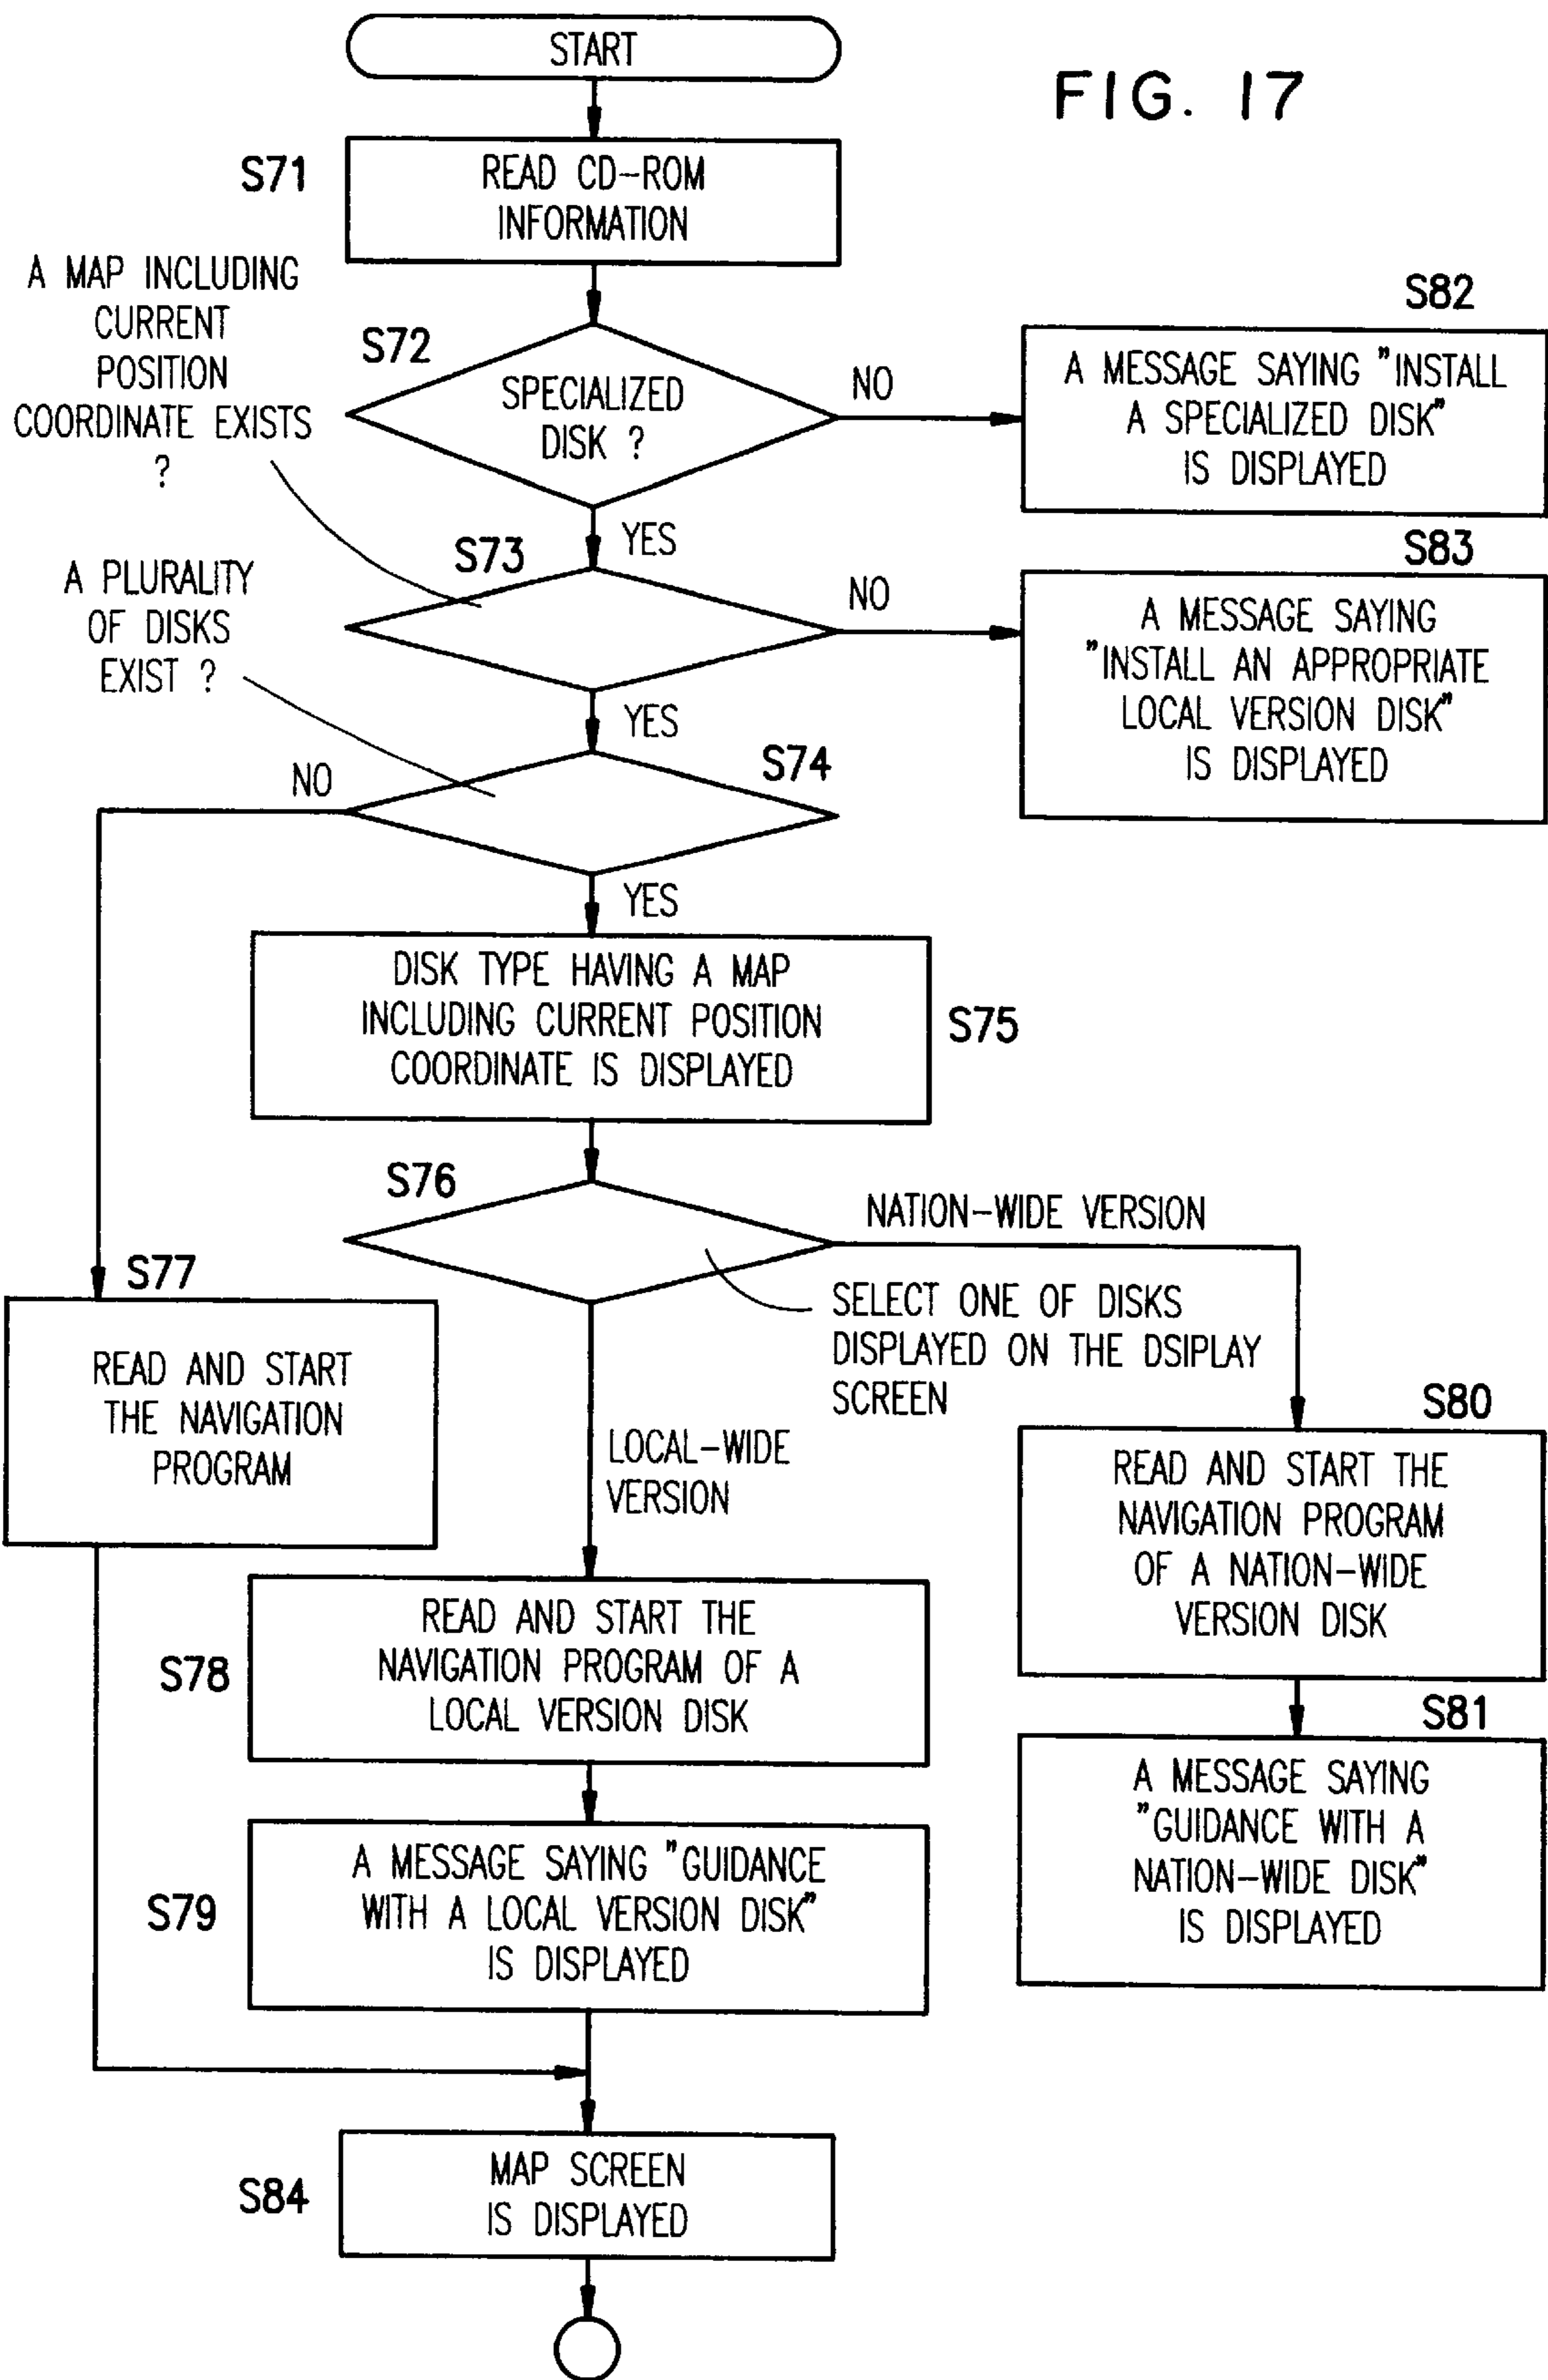 START
FIG. 17
S71
READ CD-ROM
INFORMATION
A MAP INCLUDING
CURRENT
POSITION
COORDINATE EXISTS
?
S72
SPECIALIZED
DISK ?
NO
S82
A MESSAGE SAYING "INSTALL
A SPECIALIZED DISK"
IS DISPLAYED
YES
S73
NO
S83
A MESSAGE SAYING
"INSTALL AN APPROPRIATE
LOCAL VERSION DISK"
IS DISPLAYED
A PLURALITY
OF DISKS
EXIST ?
YES
S74
NO
YES
DISK TYPE HAVING A MAP
INCLUDING CURRENT POSITION
COORDINATE IS DISPLAYED
S75
S76
NATION-WIDE VERSION
SELECT ONE OF DISKS
DISPLAYED ON THE DSIPLAY
SCREEN
S77
READ AND START
THE NAVIGATION
PROGRAM
LOCAL-WIDE
VERSION
S80
READ AND START THE
NAVIGATION PROGRAM
OF A NATION-WIDE
VERSION DISK
S78
READ AND START THE
NAVIGATION PROGRAM OF A
LOCAL VERSION DISK
S81
A MESSAGE SAYING
"GUIDANCE WITH A
NATION-WIDE DISK"
IS DISPLAYED
S79
A MESSAGE SAYING "GUIDANCE
WITH A LOCAL VERSION DISK"
IS DISPLAYED
S84
MAP SCREEN
IS DISPLAYED